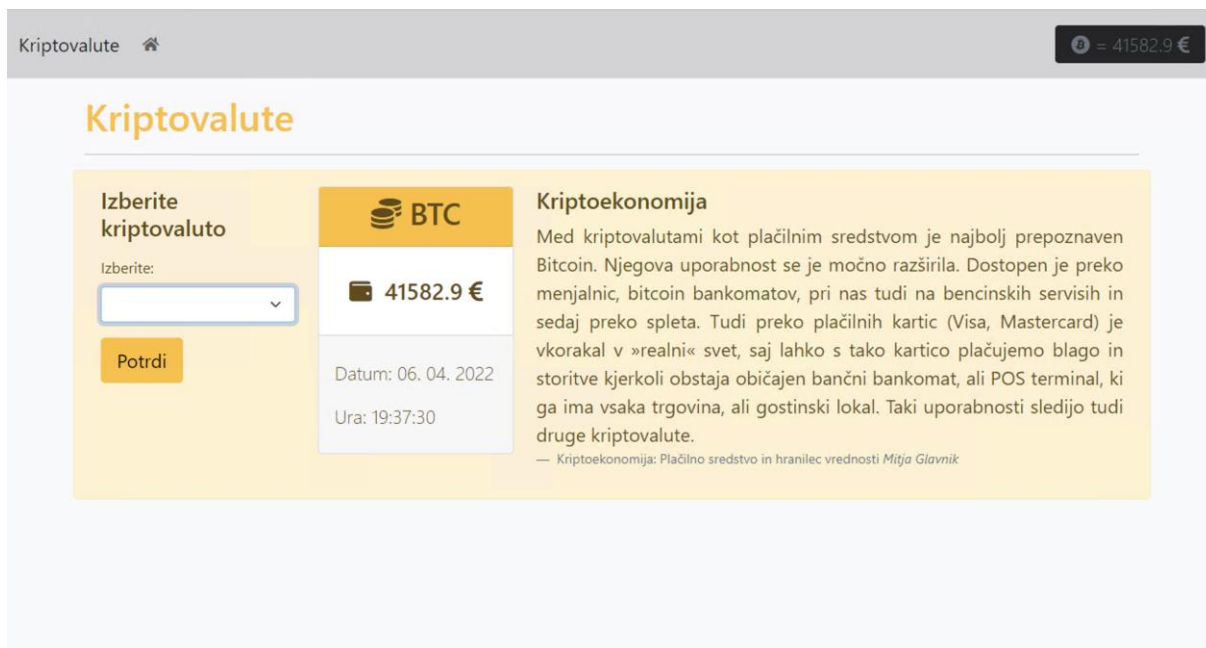 Kriptovalute
= 41582.9 €
Kriptovalute
Izberite
kriptovaluto
Izberite:
Potrdi
BTC
41582.9 €
Datum: 06. 04. 2022
Ura: 19:37:30
Kriptoekonomija
Med kriptovalutami kot plačilnim sredstvom je najbolj prepoznaven
Bitcoin. Njegova uporabnost se je močno razširila. Dostopen je preko
menjalnic, bitcoin bankomatov, pri nas tudi na bencinskih servisih in
sedaj preko spleta. Tudi preko plačilnih kartic (Visa, Mastercard) je
vkorakal v »realni« svet, saj lahko s tako kartico plačujemo blago in
storitve kjerkoli obstaja običajen bančni bankomat, ali POS terminal, ki
ga ima vsaka trgovina, ali gostinski lokal. Taki uporabnosti sledijo tudi
druge kriptovalute.
— Kriptoekonomija: Plačilno sredstvo in hranilec vrednosti Mitja Glavnik